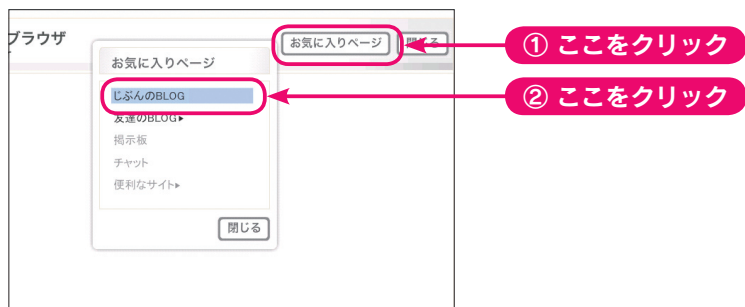 ブラウザ
お気に入りページ
閉じる
① ここをクリック
お気に入りページ
じぶんのBLOG
② ここをクリック
友達のBLOG▸
掲示板
チャット
便利なサイト▸
閉じる